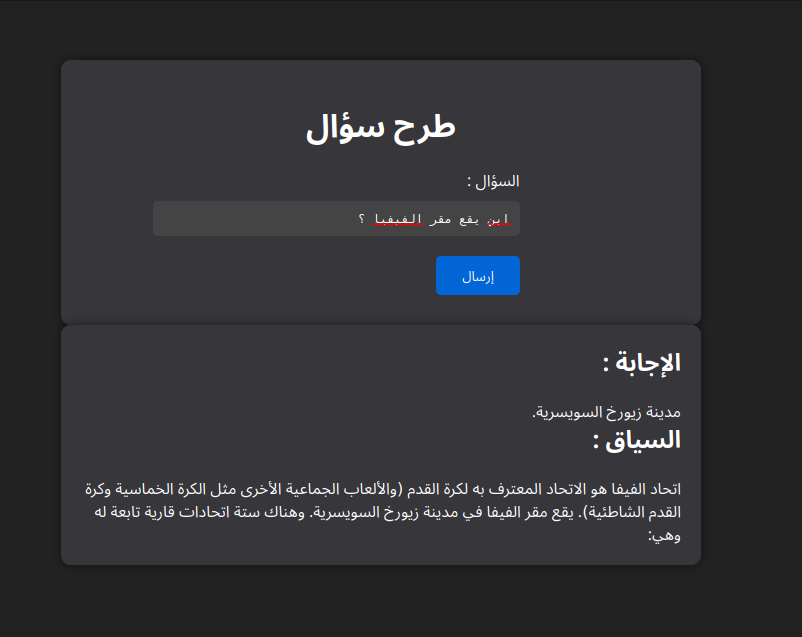 طرح سؤال
السؤال :
اين يقع مقر الفيفيا ؟
إرسال
الإجابة :
مدينة زيورخ السويسرية.
السياق :
اتحاد الفيفا هو الاتحاد المعترف به لكرة القدم (والألعاب الجماعية الأخرى مثل الكرة الخماسية وكرة
القدم الشاطئية). يقع مقر الفيفا في مدينة زيورخ السويسرية. وهناك ستة اتحادات قارية تابعة له
وهي: